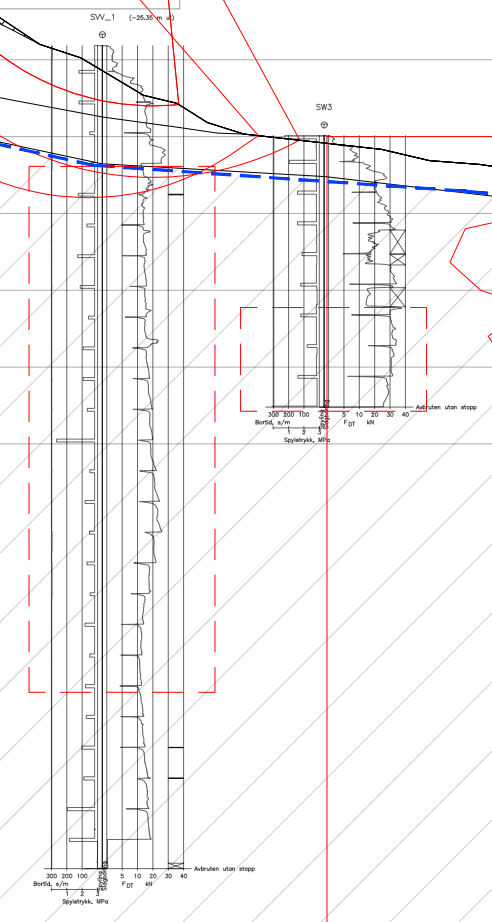 SVV_1 (-25.35 m u)
SW3
300 200 100 5 10 20 30 40 Avbruten utan stopp
Bortid, s/m FDT kN
1 2 3
Spyletrykk, MPa
300 200 100 5 10 20 30 40 Avbruten utan stopp
Bortid, s/m FDT kN
1 2 3
Spyletrykk, MPa